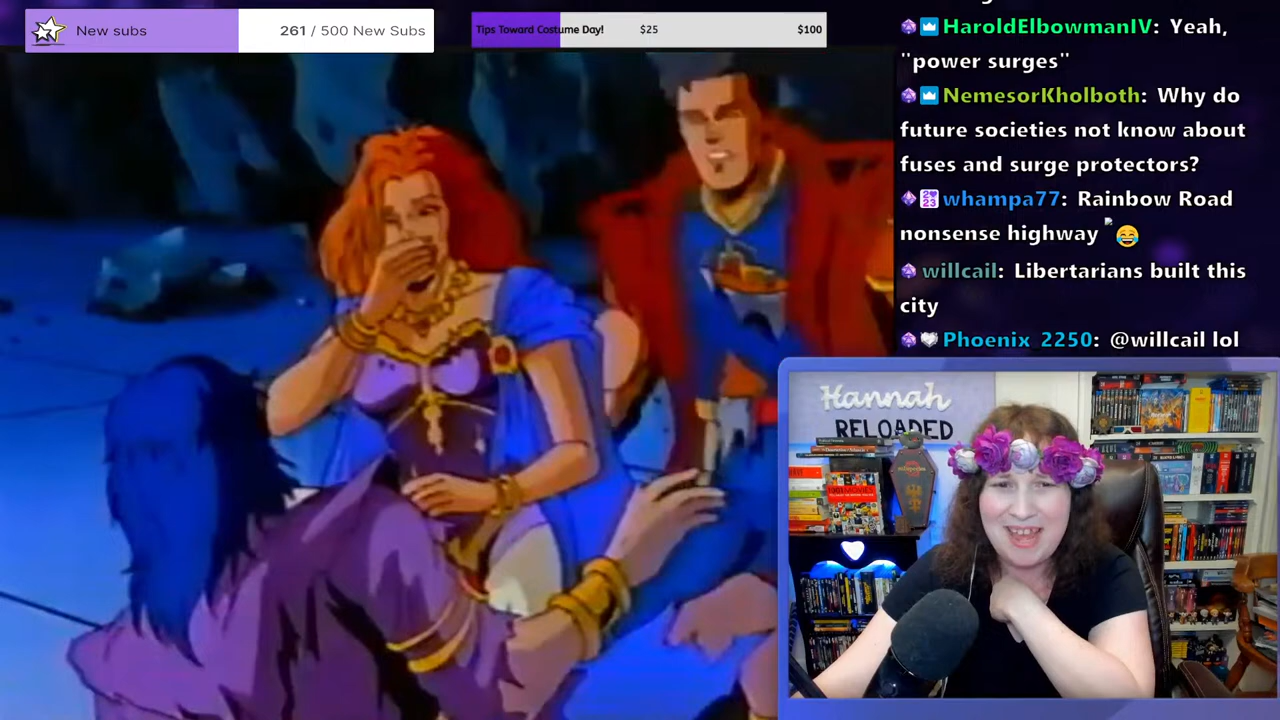 New subs
261 / 500 New Subs
Tips Toward Costume Day!
$25
$100
HaroldElbowmanIV: Yeah,
"power surges"
NemesorKholboth: Why do
future societies not know about
fuses and surge protectors?
whampa77: Rainbow Road
nonsense highway
willcail: Libertarians built this
city
Phoenix_2250: @willcail lol
Hannah
RELOADED